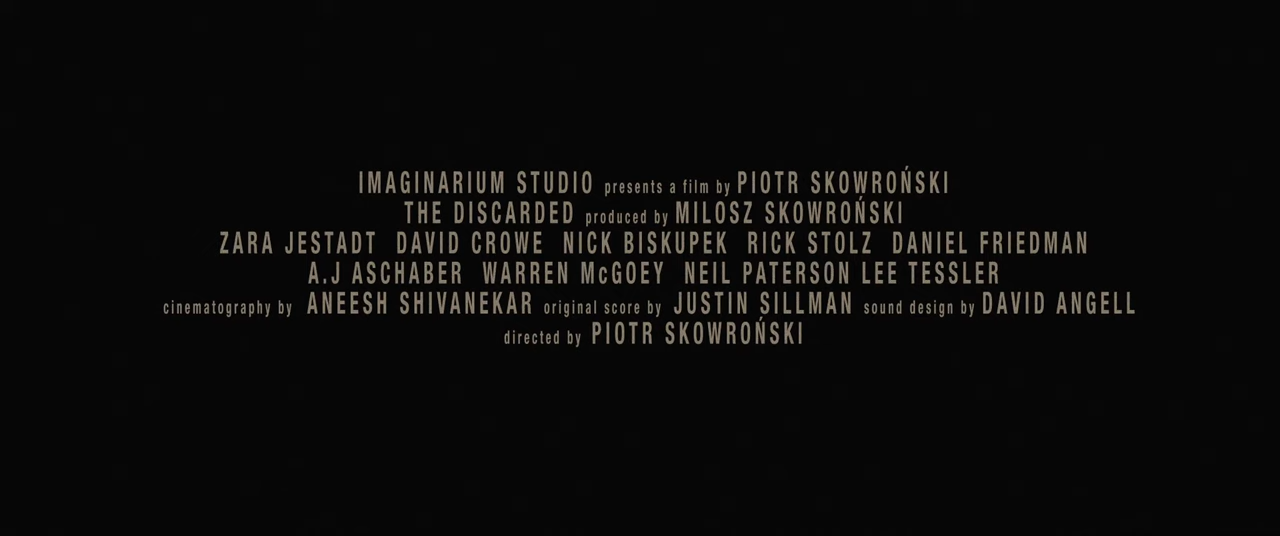 IMAGINARIUM STUDIO presents a film by PIOTR SKOWROŃSKI
THE DISCARDED produced by MILOSZ SKOWROŃSKI
ZARA JESTADT DAVID CROWE NICK BISKUPEK RICK STOLZ DANIEL FRIEDMAN
A.J ASCHABER WARREN McGOEY NEIL PATERSON LEE TESSLER
cinematography by ANEESH SHIVANEKAR original score by JUSTIN SILLMAN sound design by DAVID ANGELL
directed by PIOTR SKOWROŃSKI